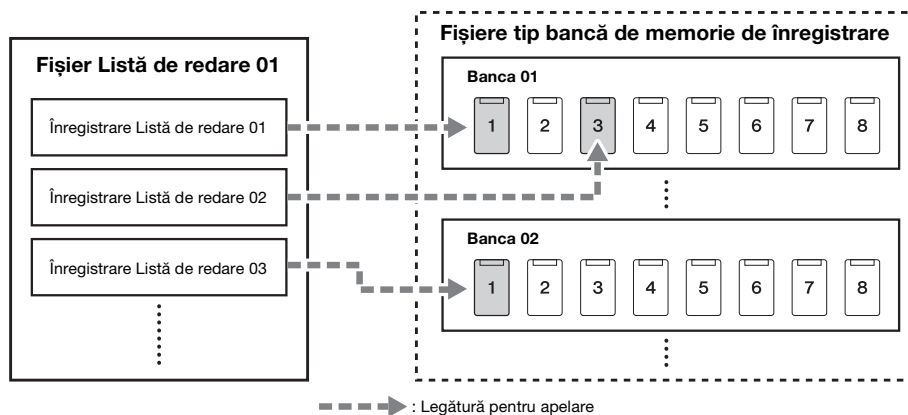 Fișier Listă de redare 01
Înregistrare Listă de redare 01
Înregistrare Listă de redare 02
Înregistrare Listă de redare 03
Fișiere tip bancă de memorie de înregistrare
Banca 01
1 2 3 4 5 6 7 8
Banca 02
1 2 3 4 5 6 7 8
: Legătură pentru apelare